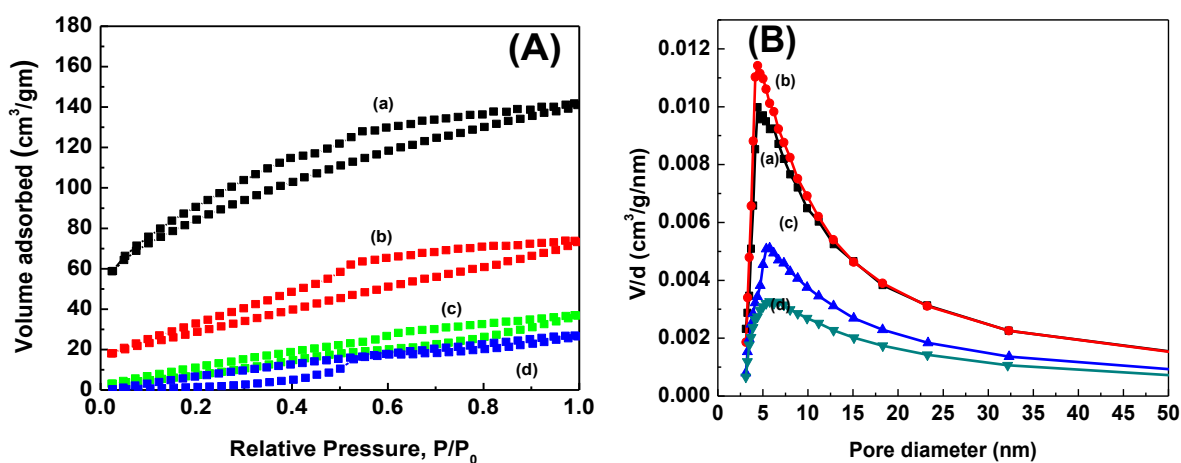 (A)
Volume adsorbed (cm³/gm)
180
160
140
120
100
80
60
40
20
0
(a)
(b)
(c)
(d)
0.0 0.2 0.4 0.6 0.8 1.0
Relative Pressure, P/P₀
(B)
V/d (cm³/g/nm)
0.012
0.010
0.008
0.006
0.004
0.002
0.000
(b)
(a)
(c)
(d)
0 5 10 15 20 25 30 35 40 45 50
Pore diameter (nm)